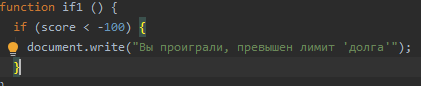 function if1 () {
if (score < -100) {
document.write("Вы проиграли, превышен лимит 'долга'");
}
}